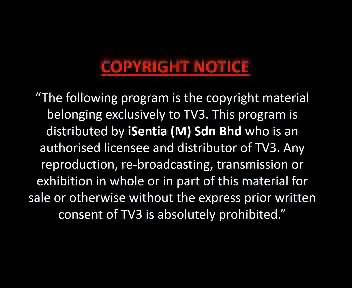 COPYRIGHT NOTICE
“The following program is the copyright material
belonging exclusively to TV3. This program is
distributed by iSentia (M) Sdn Bhd who is an
authorised licensee and distributor of TV3. Any
reproduction, re-broadcasting, transmission or
exhibition in whole or in part of this material for
sale or otherwise without the express prior written
consent of TV3 is absolutely prohibited.”